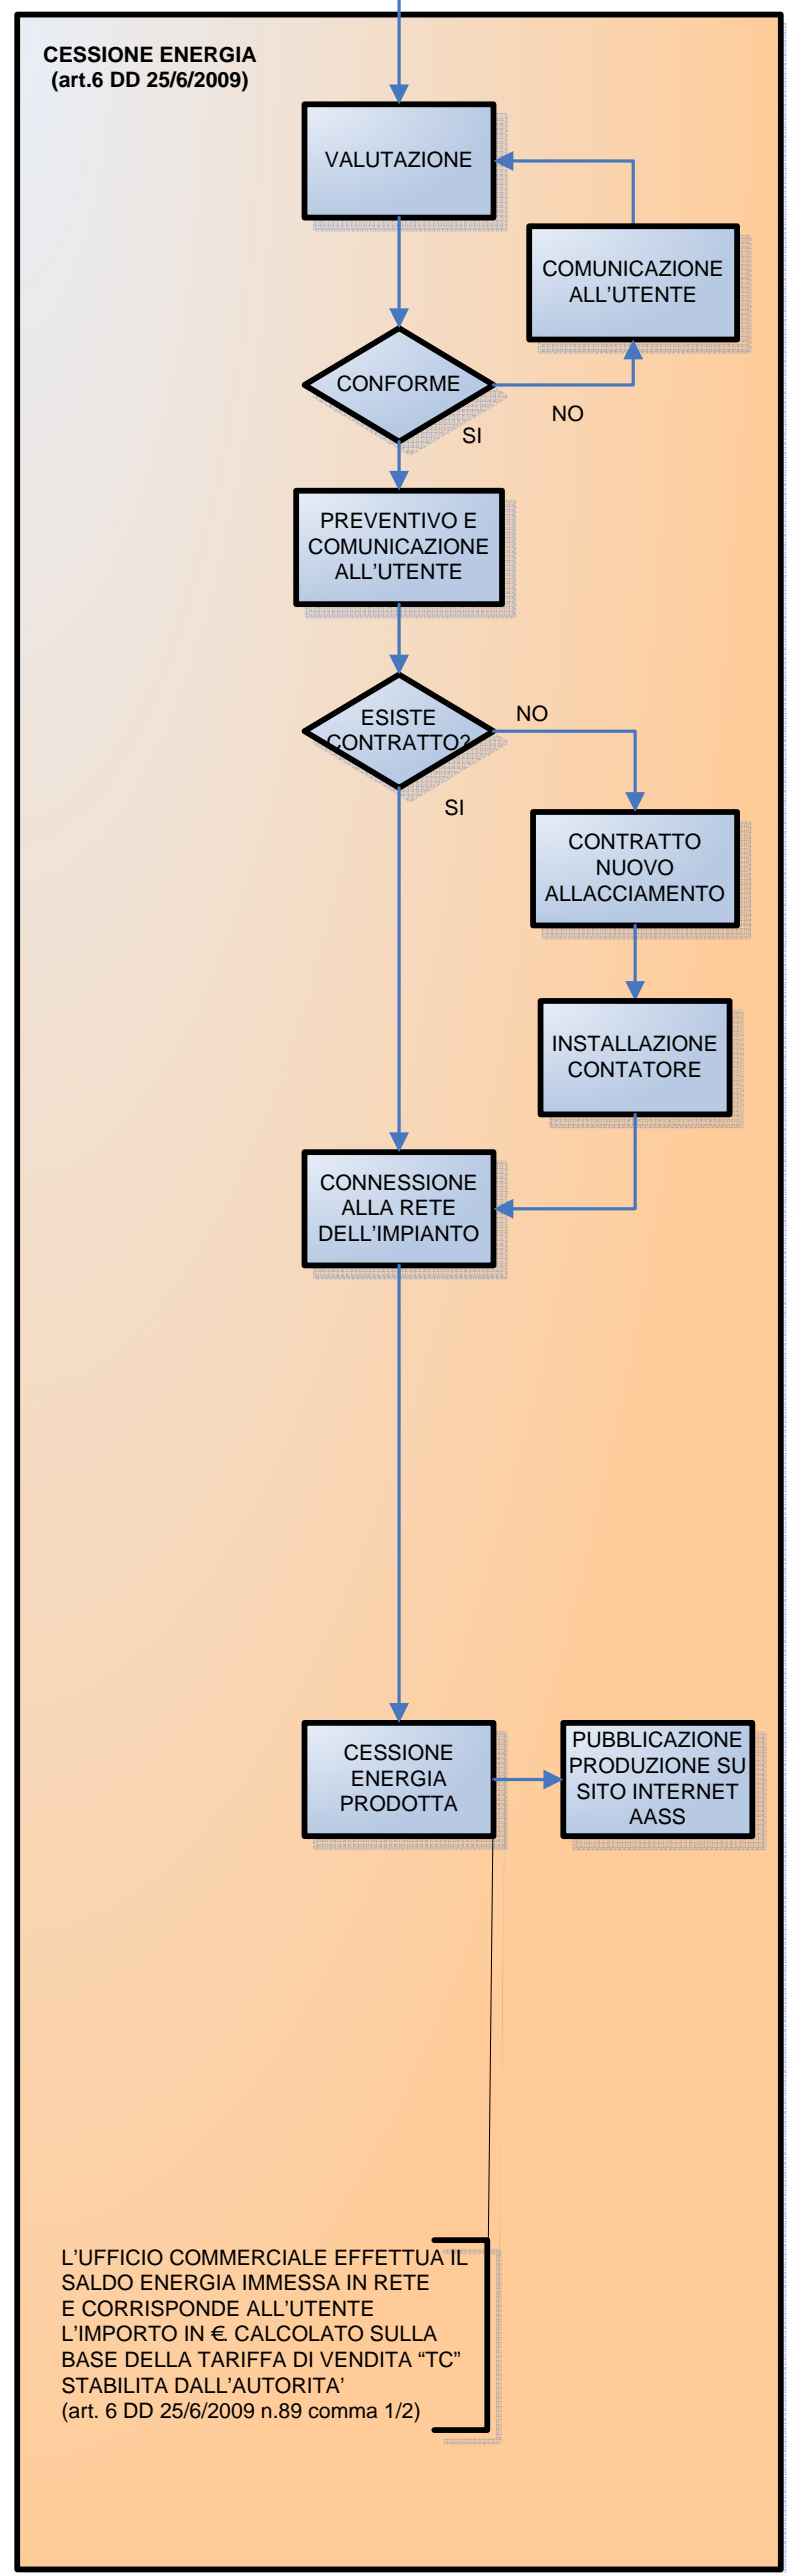 CESSIONE ENERGIA
(art.6 DD 25/6/2009)
VALUTAZIONE
COMUNICAZIONE
ALL’UTENTE
CONFORME
NO
SI
PREVENTIVO E
COMUNICAZIONE
ALL’UTENTE
ESISTE
CONTRATTO?
NO
SI
CONTRATTO
NUOVO
ALLACCIAMENTO
INSTALLAZIONE
CONTATORE
CONNESSIONE
ALLA RETE
DELL’IMPIANTO
CESSIONE
ENERGIA
PRODOTTA
PUBBLICAZIONE
PRODUZIONE SU
SITO INTERNET
AASS
L’UFFICIO COMMERCIALE EFFETTUA IL
SALDO ENERGIA IMMESSA IN RETE
E CORRISPONDE ALL’UTENTE
L’IMPORTO IN € CALCOLATO SULLA
BASE DELLA TARIFFA DI VENDITA “TC”
STABILITA DALL’AUTORITA’
(art. 6 DD 25/6/2009 n.89 comma 1/2)